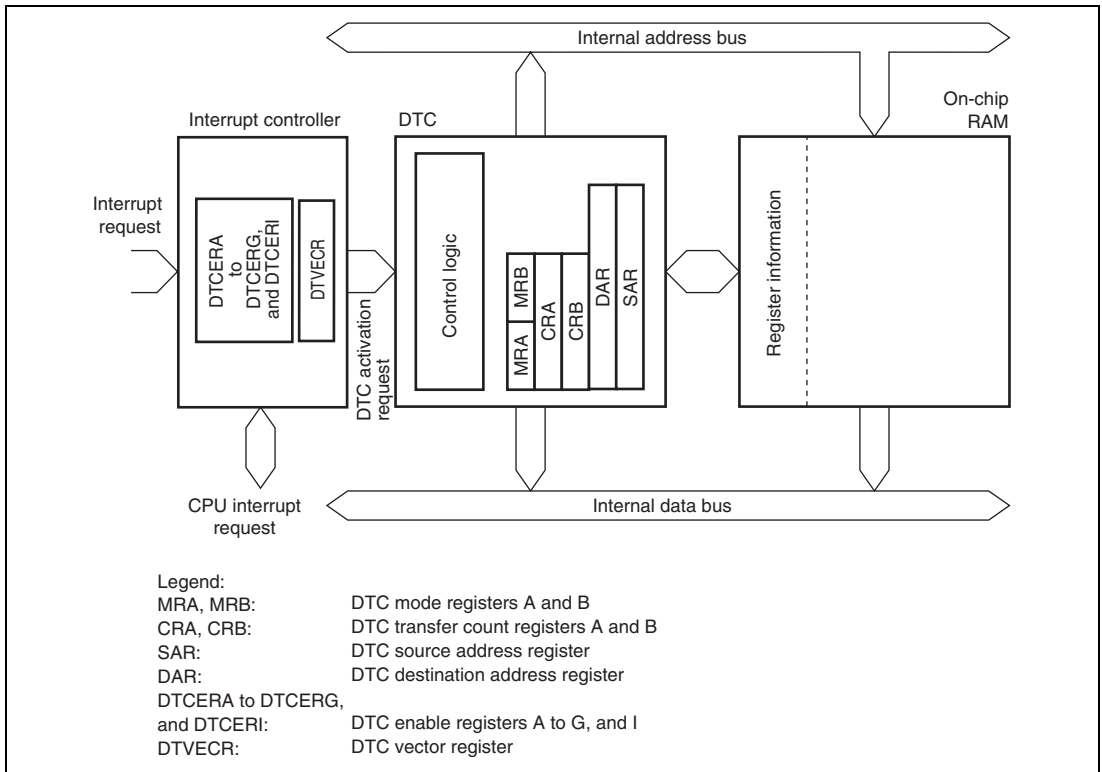 Internal address bus
On-chip
RAM
Interrupt controller
DTC
Interrupt
request
DTCERA
to
DTCERG,
and DTCERI
DTVECR
DTC activation
request
Control logic
MRA
MRB
CRA
CRB
DAR
SAR
Register information
CPU interrupt
request
Internal data bus
Legend:
MRA, MRB: DTC mode registers A and B
CRA, CRB: DTC transfer count registers A and B
SAR: DTC source address register
DAR: DTC destination address register
DTCERA to DTCERG,
and DTCERI: DTC enable registers A to G, and I
DTVECR: DTC vector register